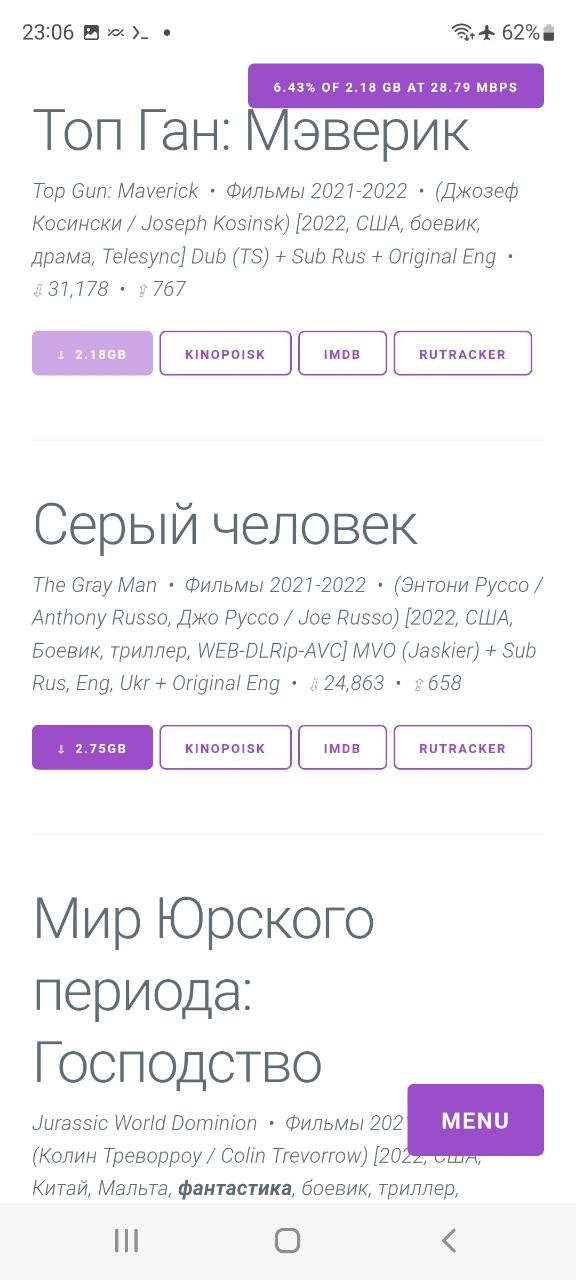 23:06
62%
6.43% OF 2.18 GB AT 28.79 MBPS
Топ Ган: Мэверик
Top Gun: Maverick • Фильмы 2021-2022 • (Джозеф
Косински / Joseph Kosinsk) [2022, США, боевик,
драма, Telesync] Dub (TS) + Sub Rus + Original Eng •
⇩ 31,178 • ⇧ 767
⇩ 2.18GB
KINOPOISK
IMDB
RUTRACKER
Серый человек
The Gray Man • Фильмы 2021-2022 • (Энтони Руссо /
Anthony Russo, Джо Руссо / Joe Russo) [2022, США,
Боевик, триллер, WEB-DLRip-AVC] MVO (Jaskier) + Sub
Rus, Eng, Ukr + Original Eng • ⇩ 24,863 • ⇧ 658
⇩ 2.75GB
KINOPOISK
IMDB
RUTRACKER
Мир Юрского
периода:
Господство
Jurassic World Dominion • Фильмы 202
(Колин Треворроу / Colin Trevorrow) [2022, США,
Китай, Мальта, фантастика, боевик, триллер,
MENU